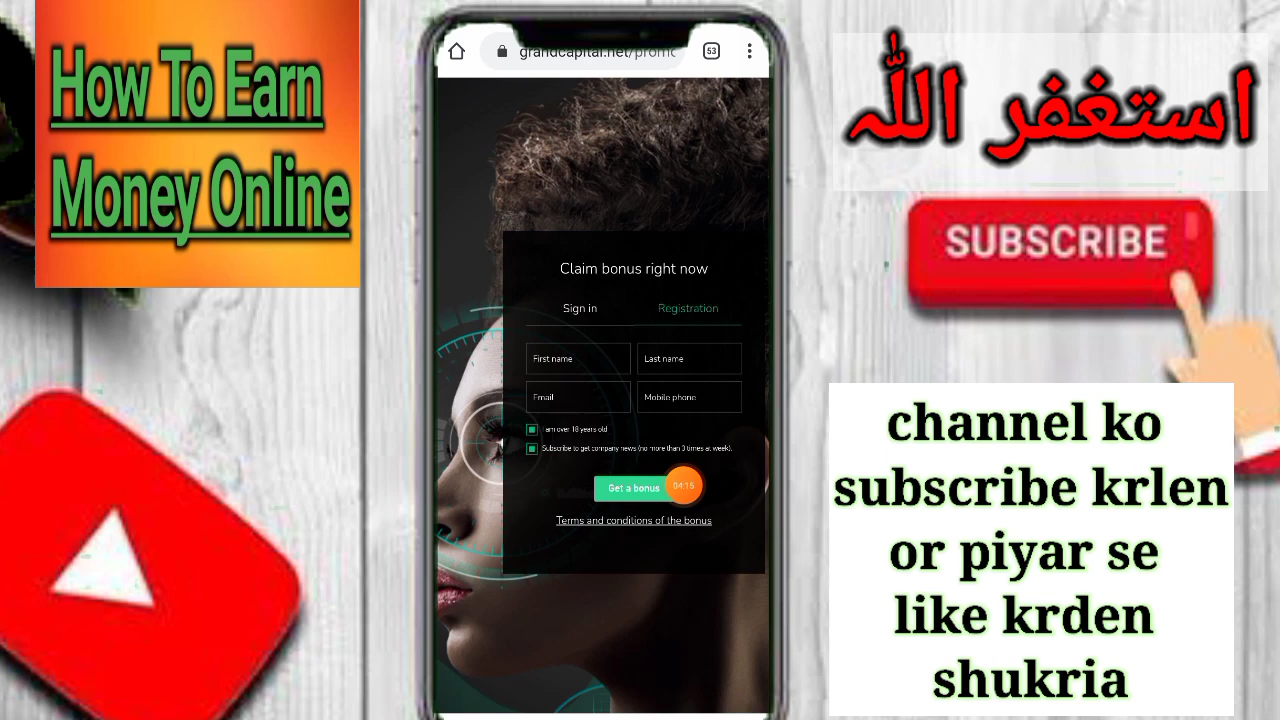 How To Earn
Money Online
grandcapital.net/promo
53
Claim bonus right now
Sign in
Registration
First name
Last name
Email
Mobile phone
I am over 18 years old
Subscribe to get company news (no more than 3 times at week).
Get a bonus
04:15
Terms and conditions of the bonus
استغفر اللّٰه
SUBSCRIBE
channel ko
subscribe krlen
or piyar se
like krden
shukria